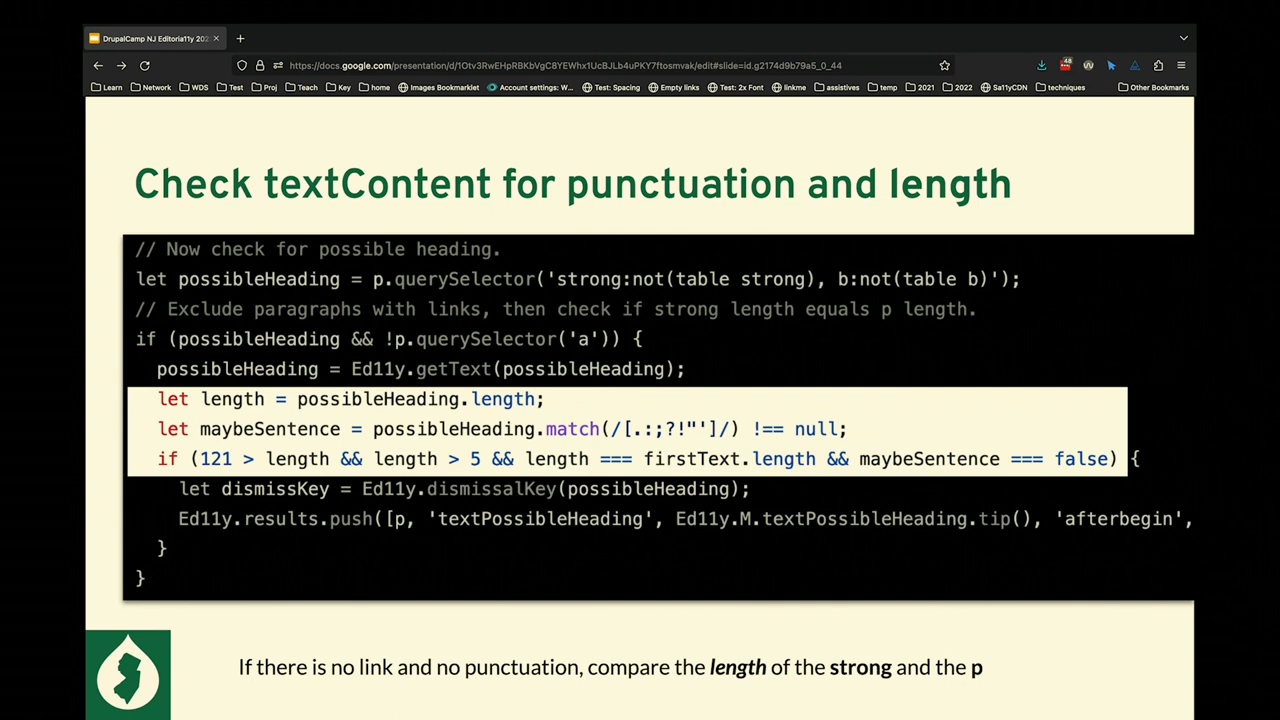 DrupalCamp NJ Editoria11y 202
https://docs.google.com/presentation/d/1Otv3RwEHpRBKbVgC8YEWhx1UcBJLb4uPKY7ftosmvak/edit#slide=id.g2174d9b79a5_0_44
48
Learn Network WDS Test Proj Teach Key home Images Bookmarklet Account settings: W... Test: Spacing Empty links Test: 2x Font linkme assistives temp 2021 2022 Sa11yCDN techniques Other Bookmarks
Check textContent for punctuation and length
// Now check for possible heading.
let possibleHeading = p.querySelector('strong:not(table strong), b:not(table b)');
// Exclude paragraphs with links, then check if strong length equals p length.
if (possibleHeading && !p.querySelector('a')) {
possibleHeading = Ed11y.getText(possibleHeading);
let length = possibleHeading.length;
let maybeSentence = possibleHeading.match(/[.:;?!"']/) !== null;
if (121 > length && length > 5 && length === firstText.length && maybeSentence === false) {
let dismissKey = Ed11y.dismissalKey(possibleHeading);
Ed11y.results.push([p, 'textPossibleHeading', Ed11y.M.textPossibleHeading.tip(), 'afterbegin',
}
}
If there is no link and no punctuation, compare the length of the strong and the p